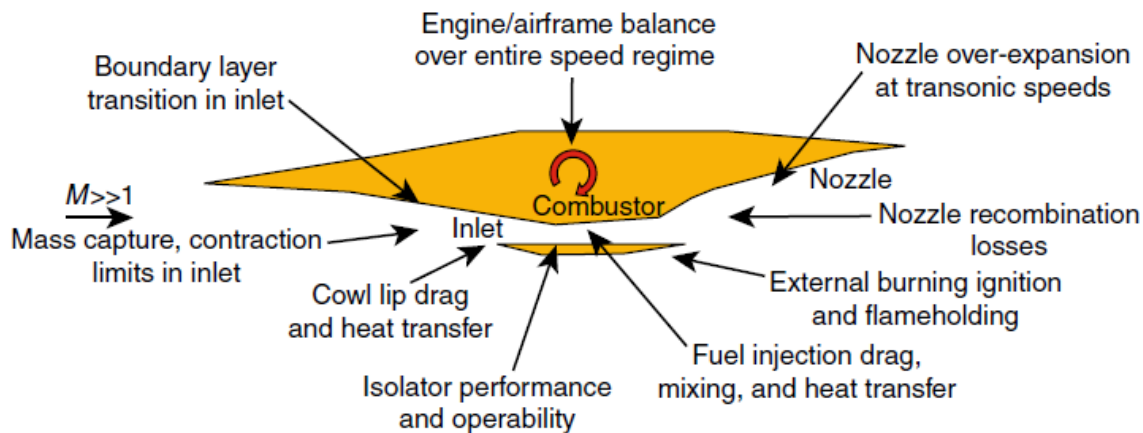 Engine/airframe balance
over entire speed regime
Boundary layer
transition in inlet
Nozzle over-expansion
at transonic speeds
M>>1
Mass capture, contraction
limits in inlet
Inlet
Combustor
Nozzle
Nozzle recombination
losses
Cowl lip drag
and heat transfer
External burning ignition
and flameholding
Isolator performance
and operability
Fuel injection drag,
mixing, and heat transfer